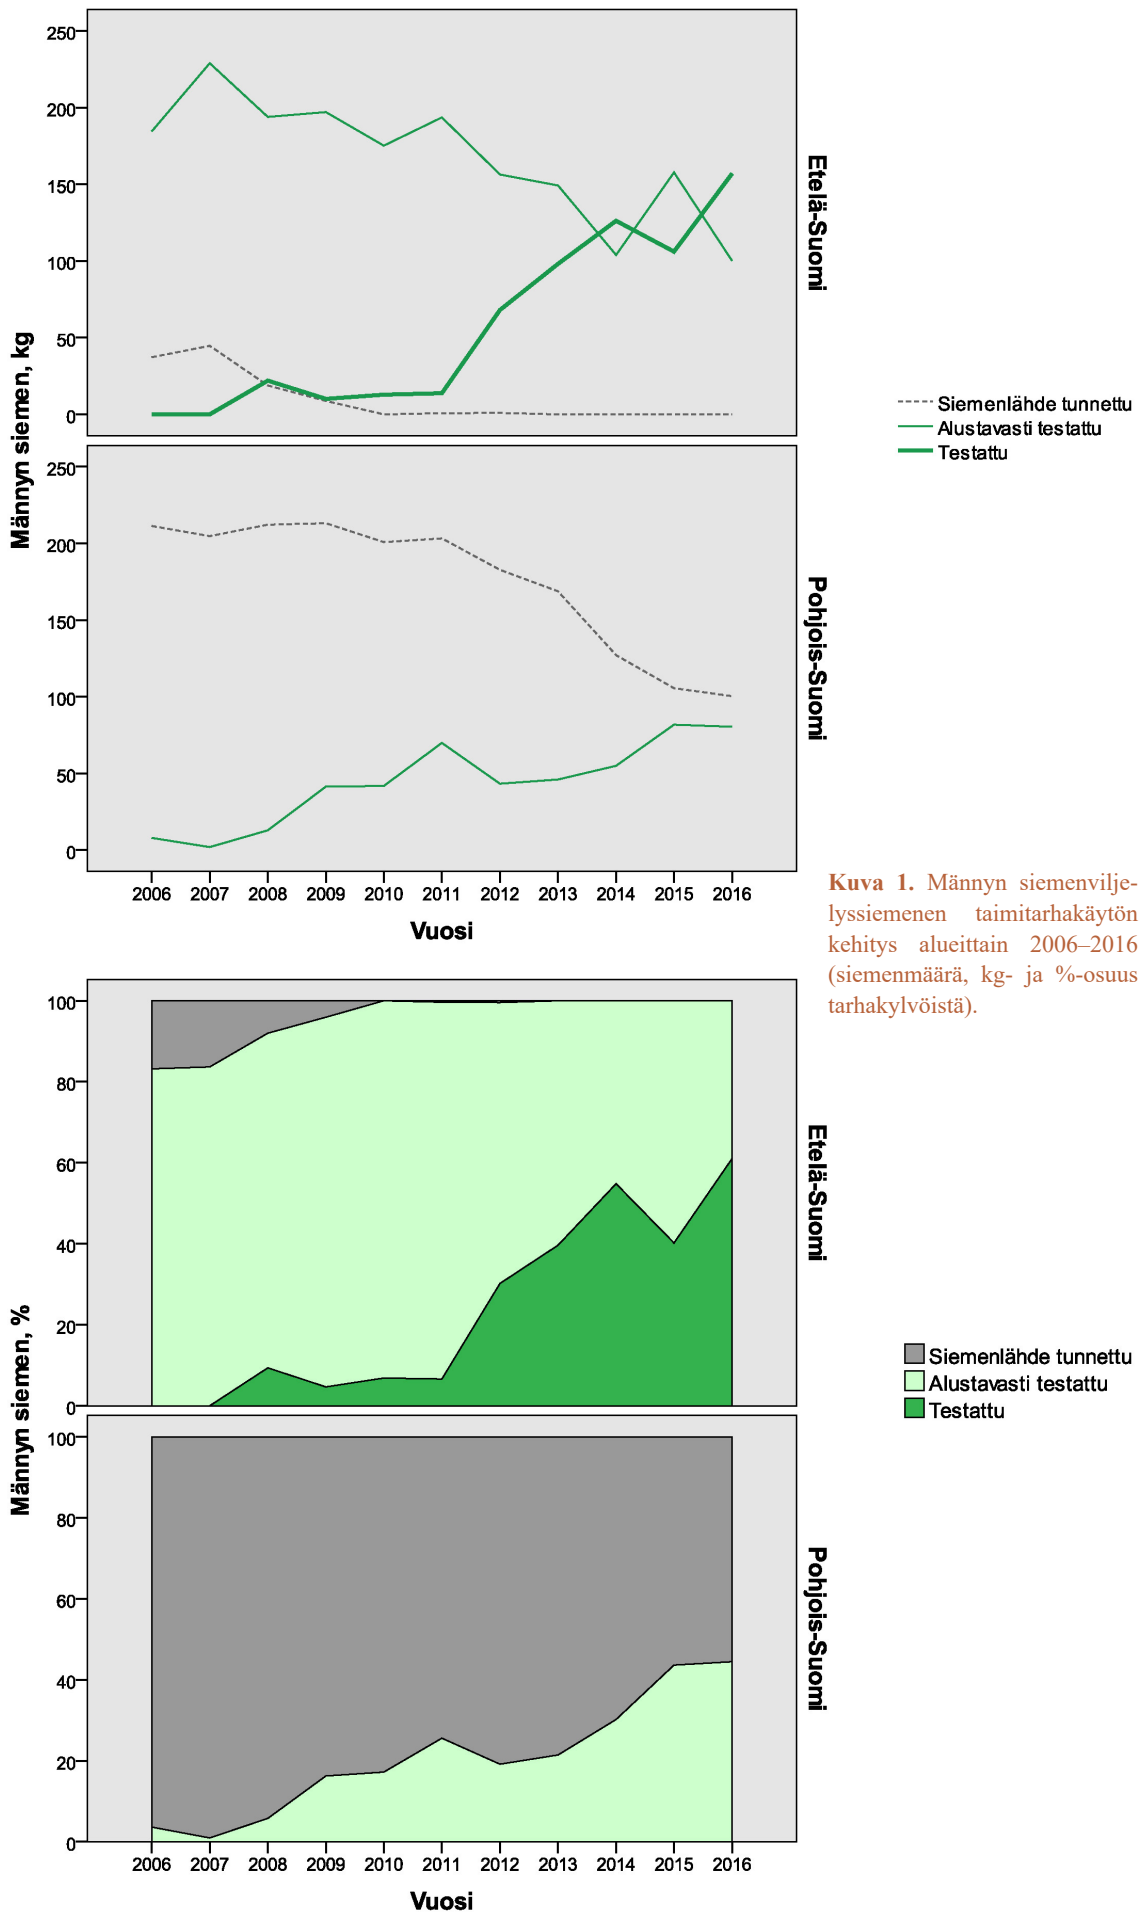 250
200
150
100
50
0
Etelä-Suomi
Männyn siemen, kg
Siemenlähde tunnettu
Alustavasti testattu
Testattu
250
200
150
100
50
0
Pohjois-Suomi
2006 2007 2008 2009 2010 2011 2012 2013 2014 2015 2016
Vuosi
Kuva 1. Männyn siemenvilje-
lyssiemenen taimitarhakäytön
kehitys alueittain 2006–2016
(siemenmäärä, kg- ja %-osuus
tarhakylvöistä).
100
80
60
40
20
0
Etelä-Suomi
Männyn siemen, %
Siemenlähde tunnettu
Alustavasti testattu
Testattu
100
80
60
40
20
0
Pohjois-Suomi
2006 2007 2008 2009 2010 2011 2012 2013 2014 2015 2016
Vuosi